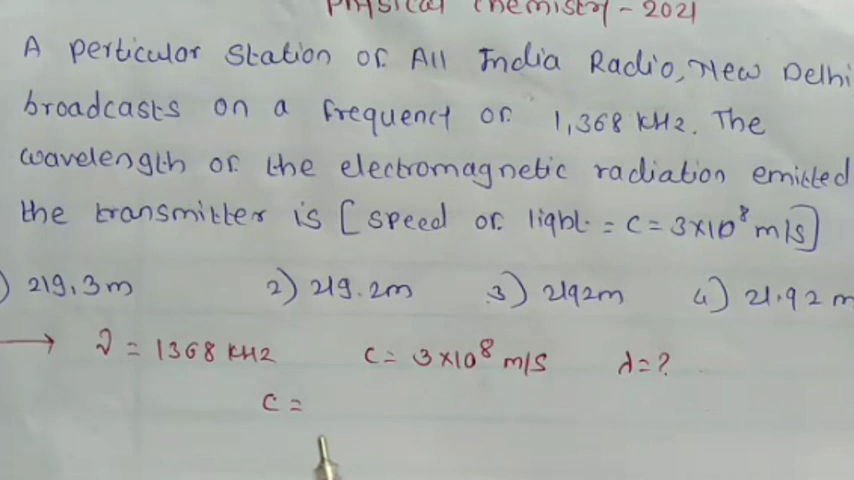 Physical Chemistry - 2021
A perticular Station of All India Radio, New Delhi
broadcasts on a frequency of 1,368 kHz. The
wavelength of the electromagnetic radiation emitted
the transmitter is [speed of light = c = 3×10⁸ m/s]
) 219.3m 2) 219.2m 3) 2192m 4) 21.92 m
→ ν = 1368 kHz c = 3×10⁸ m/s λ = ?
c =